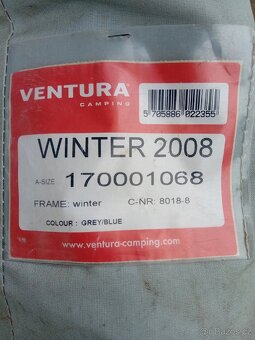 VENTURA
CAMPING
5 705886 022355
WINTER 2008
A-SIZE 170001068
FRAME: winter C-NR: 8018-8
COLOUR : GREY/BLUE
www.ventura-camping.com